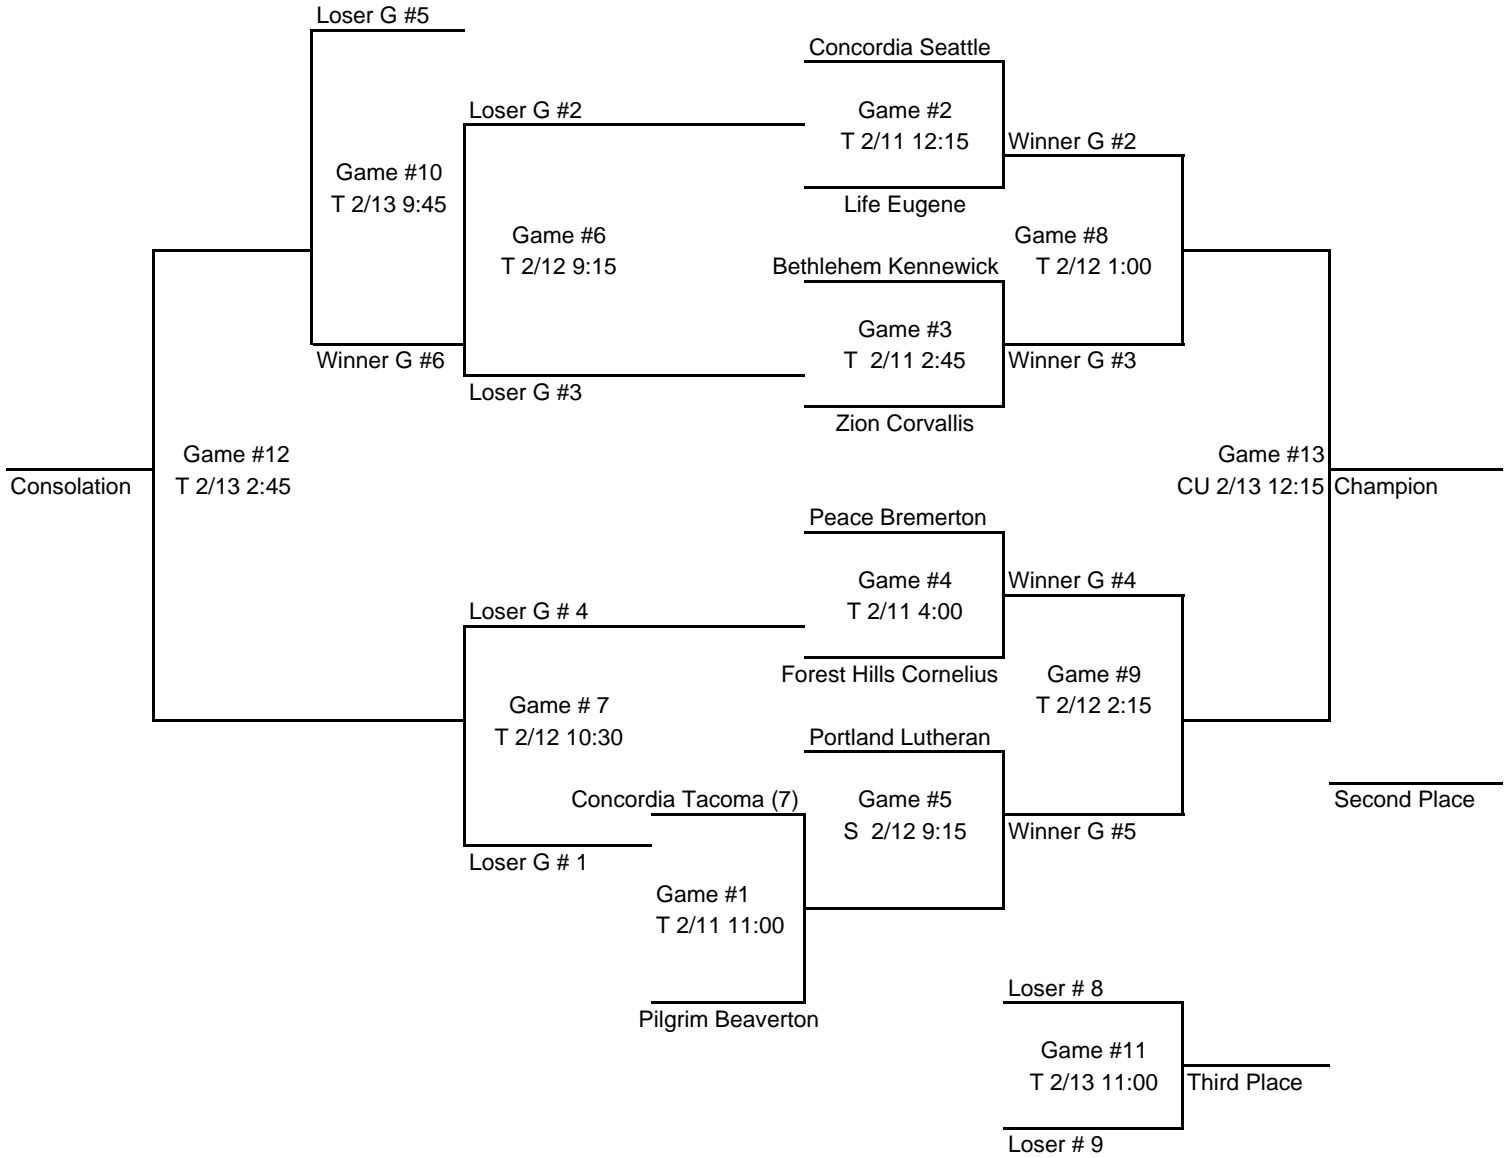 Loser G #5
Concordia Seattle
Loser G #2
Game #2
T 2/11 12:15
Winner G #2
Game #10
T 2/13 9:45
Life Eugene
Game #6
T 2/12 9:15
Game #8
T 2/12 1:00
Bethlehem Kennewick
Game #3
T  2/11 2:45
Winner G #6
Winner G #3
Loser G #3
Zion Corvallis
Game #12
T 2/13 2:45
Consolation
Game #13
CU 2/13 12:15
Champion
Peace Bremerton
Game #4
T 2/11 4:00
Winner G #4
Loser G # 4
Forest Hills Cornelius
Game #9
T 2/12 2:15
Game # 7
T 2/12 10:30
Portland Lutheran
Concordia Tacoma (7)
Game #5
S  2/12 9:15
Second Place
Winner G #5
Loser G # 1
Game #1
T 2/11 11:00
Loser # 8
Pilgrim Beaverton
Game #11
T 2/13 11:00
Third Place
Loser # 9